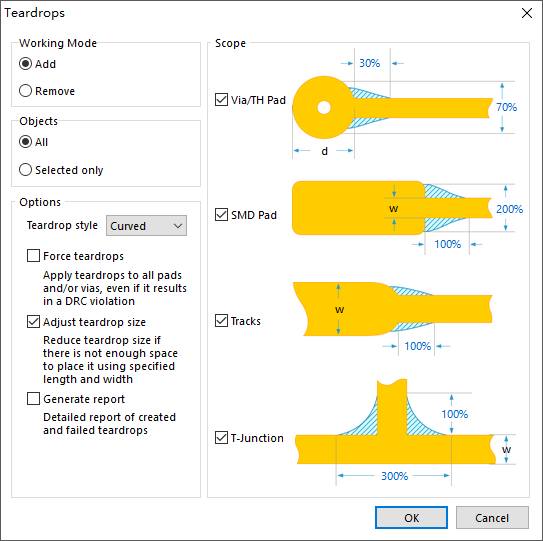 Teardrops
Working Mode
Add
Remove
Objects
All
Selected only
Options
Teardrop style
Curved
Force teardrops
Apply teardrops to all pads
and/or vias, even if it results
in a DRC violation
Adjust teardrop size
Reduce teardrop size if
there is not enough space
to place it using specified
length and width
Generate report
Detailed report of created
and failed teardrops
Scope
30%
Via/TH Pad
70%
d
SMD Pad
w
200%
100%
Tracks
w
100%
T-Junction
100%
w
300%
OK
Cancel